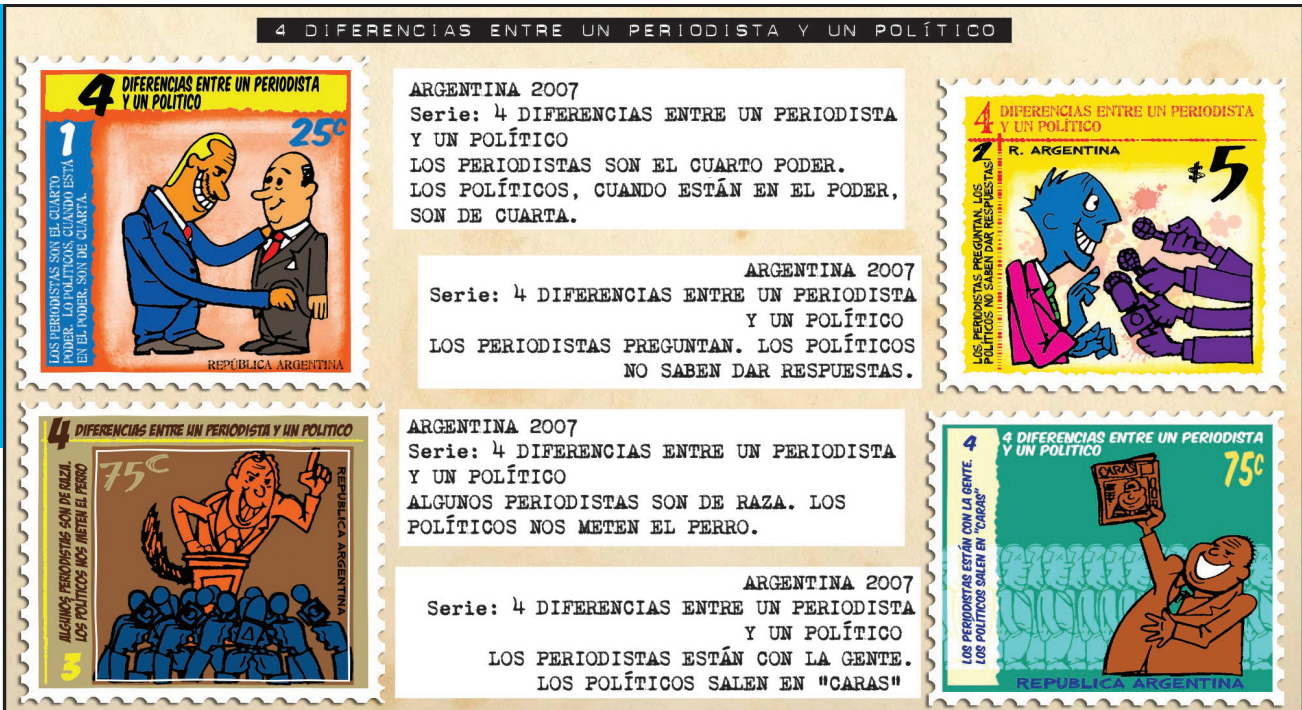 4 DIFERENCIAS ENTRE UN PERIODISTA Y UN POLÍTICO
4 DIFERENCIAS ENTRE UN PERIODISTA
Y UN POLITICO
1
25c
LOS PERIODISTAS SON EL CUARTO
PODER. LO POLITICOS, CUANDO ESTÁ
EN EL PODER, SON DE CUARTA.
REPÚBLICA ARGENTINA
ARGENTINA 2007
Serie: 4 DIFERENCIAS ENTRE UN PERIODISTA
Y UN POLÍTICO
LOS PERIODISTAS SON EL CUARTO PODER.
LOS POLÍTICOS, CUANDO ESTÁN EN EL PODER,
SON DE CUARTA.
4 DIFERENCIAS ENTRE UN PERIODISTA
Y UN POLÍTICO
2
R. ARGENTINA
$5
LOS PERIODISTAS PREGUNTAN. LOS
POLÍTICOS NO SABEN DAR RESPUESTAS
ARGENTINA 2007
Serie: 4 DIFERENCIAS ENTRE UN PERIODISTA
Y UN POLÍTICO
LOS PERIODISTAS PREGUNTAN. LOS POLÍTICOS
NO SABEN DAR RESPUESTAS.
4 DIFERENCIAS ENTRE UN PERIODISTA Y UN POLITICO
75c
ALGUNOS PERIODISTAS SON DE RAZA.
LOS POLÍTICOS NOS METEN EL PERRO
3
REPUBLICA ARGENTINA
ARGENTINA 2007
Serie: 4 DIFERENCIAS ENTRE UN PERIODISTA
Y UN POLÍTICO
ALGUNOS PERIODISTAS SON DE RAZA. LOS
POLÍTICOS NOS METEN EL PERRO.
4
4 DIFERENCIAS ENTRE UN PERIODISTA
Y UN POLITICO
75c
CARAS
LOS PERIODISTAS ESTÁN CON LA GENTE.
LOS POLÍTICOS SALEN EN "CARAS"
REPUBLICA ARGENTINA
ARGENTINA 2007
Serie: 4 DIFERENCIAS ENTRE UN PERIODISTA
Y UN POLÍTICO
LOS PERIODISTAS ESTÁN CON LA GENTE.
LOS POLÍTICOS SALEN EN "CARAS"